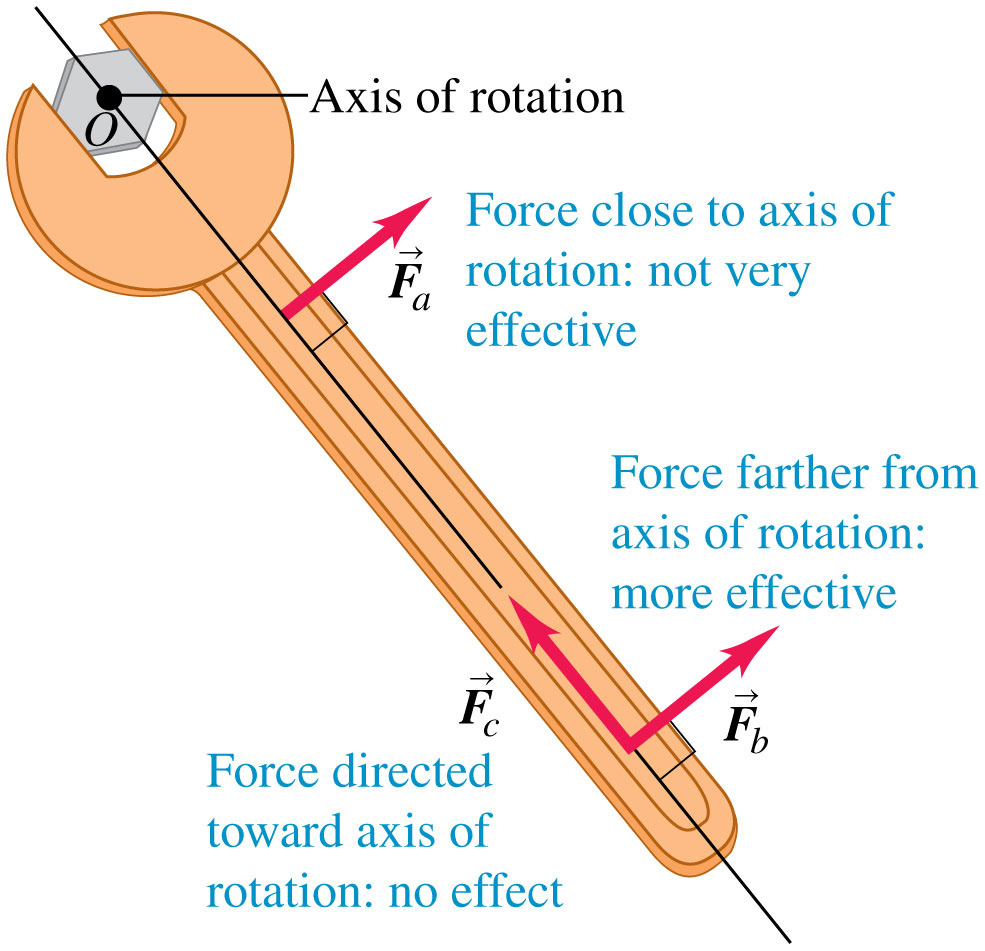 Axis of rotation
O
Force close to axis of
rotation: not very
effective
F⃗a
Force farther from
axis of rotation:
more effective
F⃗c
F⃗b
Force directed
toward axis of
rotation: no effect